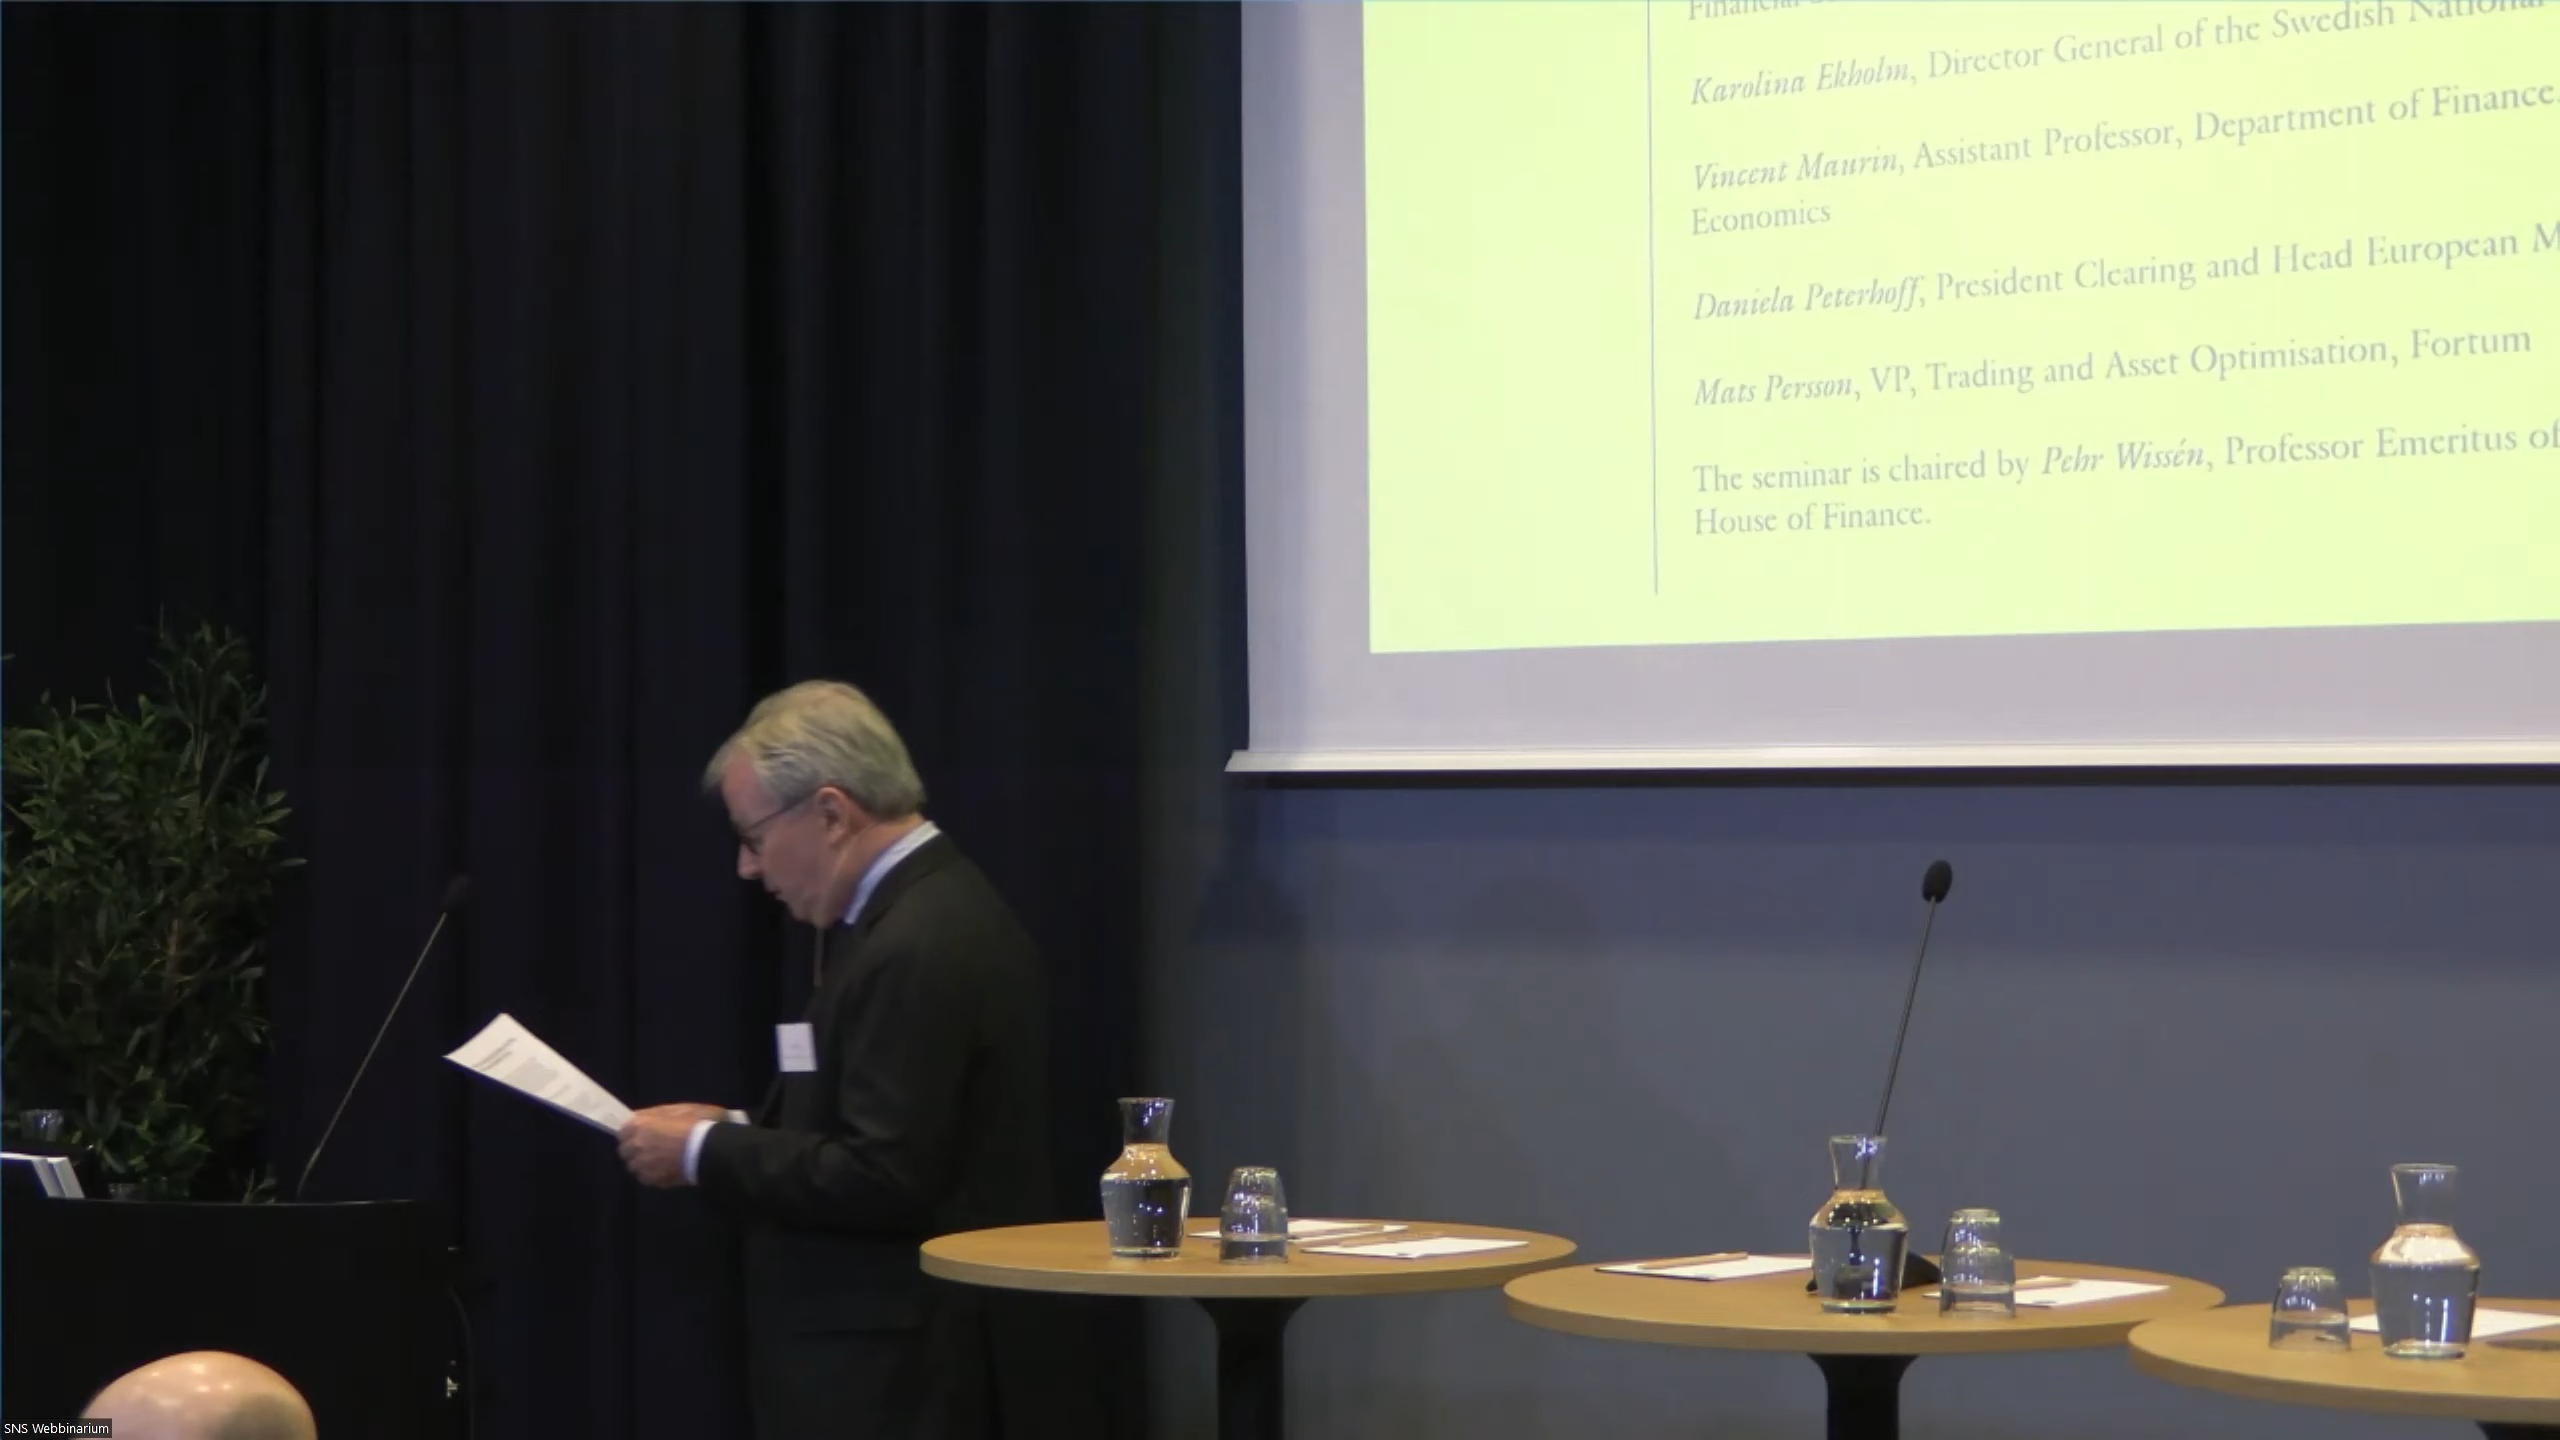 Financial
Karolina Ekholm, Director General of the Swedish National
Vincent Maurin, Assistant Professor, Department of Finance,
Economics
Daniela Peterhoff, President Clearing and Head European M
Mats Persson, VP, Trading and Asset Optimisation, Fortum
The seminar is chaired by Pehr Wissén, Professor Emeritus of
House of Finance.
SNS Webbinarium